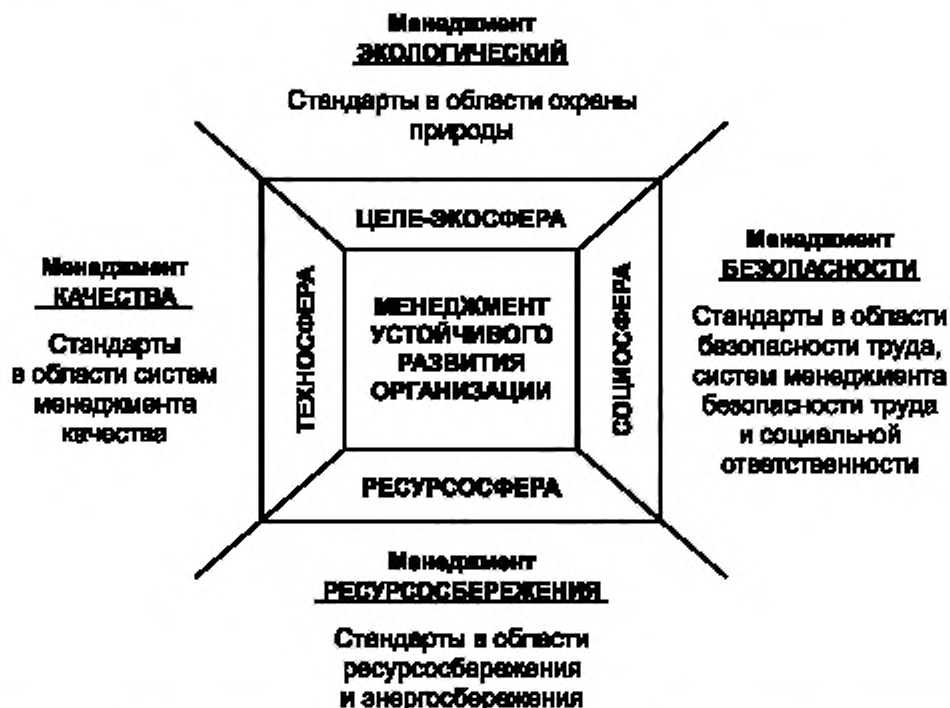 Менеджмент
ЭКОЛОГИЧЕСКИЙ
Стандарты в области охраны
природы
ЦЕЛЕ-ЭКОСФЕРА
Менеджмент
КАЧЕСТВА
Стандарты
в области систем
менеджмента
качества
ТЕХНОСФЕРА
МЕНЕДЖМЕНТ
УСТОЙЧИВОГО
РАЗВИТИЯ
ОРГАНИЗАЦИИ
СОЦИОСФЕРА
Менеджмент
БЕЗОПАСНОСТИ
Стандарты в области
безопасности труда,
систем менеджмента
безопасности труда
и социальной
ответственности
РЕСУРСОСФЕРА
Менеджмент
РЕСУРСОСБЕРЕЖЕНИЯ
Стандарты в области
ресурсосбережения
и энергосбережения